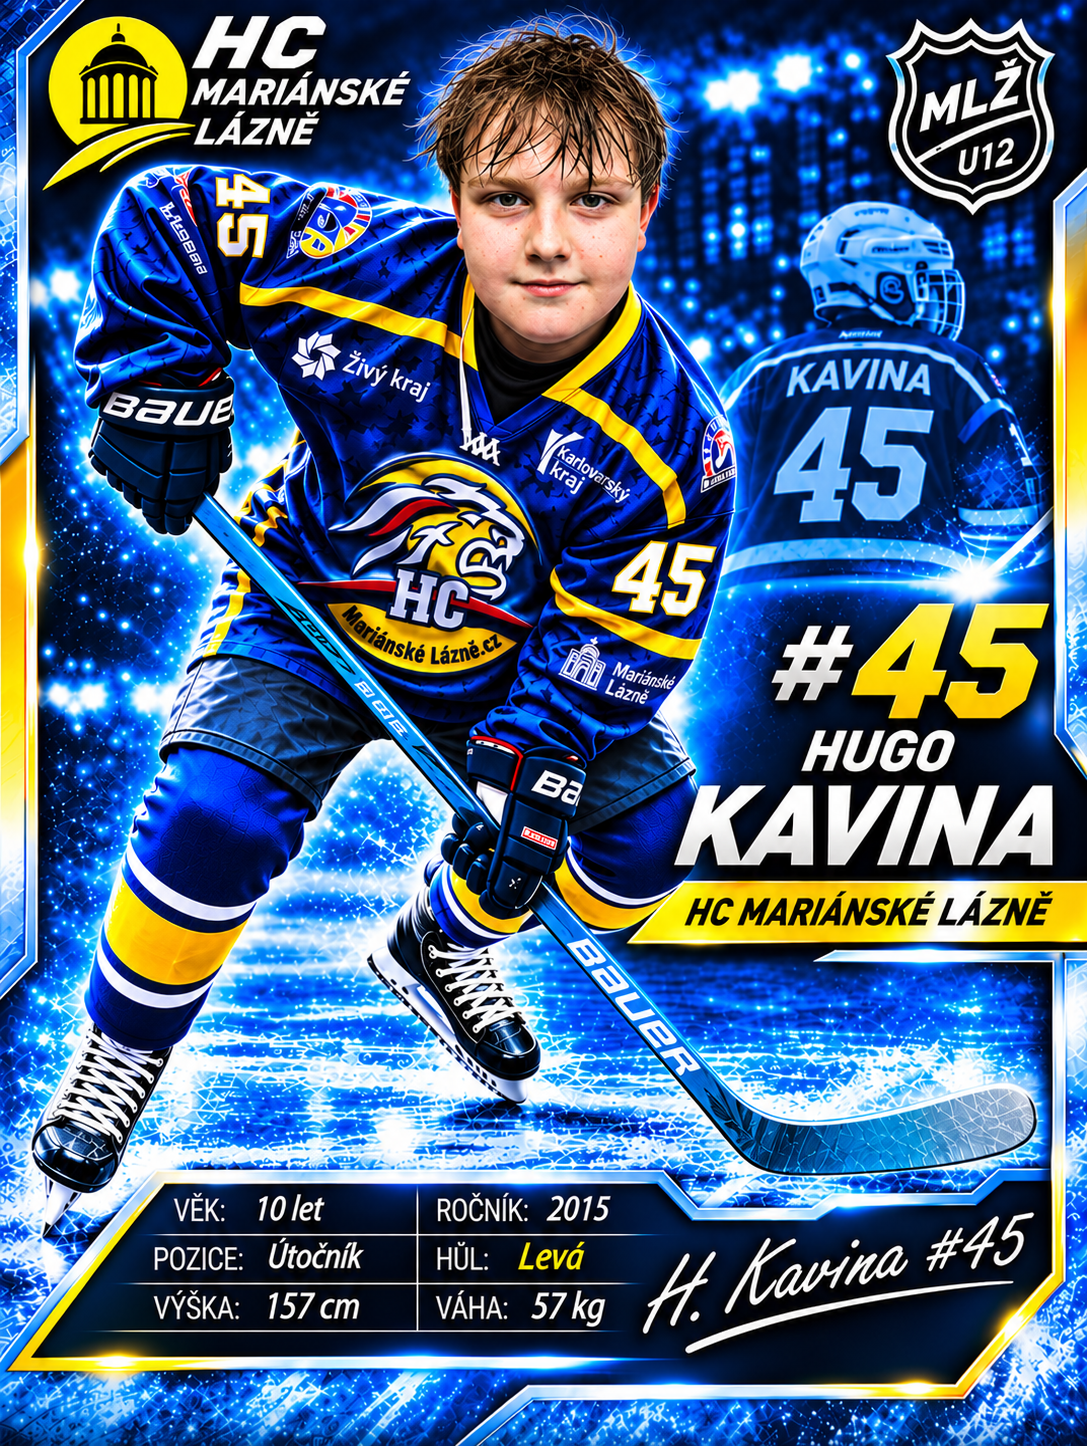 HC
MARIÁNSKÉ
LÁZNĚ
MLŽ
U12
45
Živý kraj
BAUE
Karlovarský
kraj
KAVINA
45
45
HC
Mariánské Lázně.cz
Mariánské
Lázně
#45
HUGO
KAVINA
HC MARIÁNSKÉ LÁZNĚ
Ba
BAUER
VĚK: 10 let
ROČNÍK: 2015
POZICE: Útočník
HŮL: Levá
VÝŠKA: 157 cm
VÁHA: 57 kg
H. Kavina #45